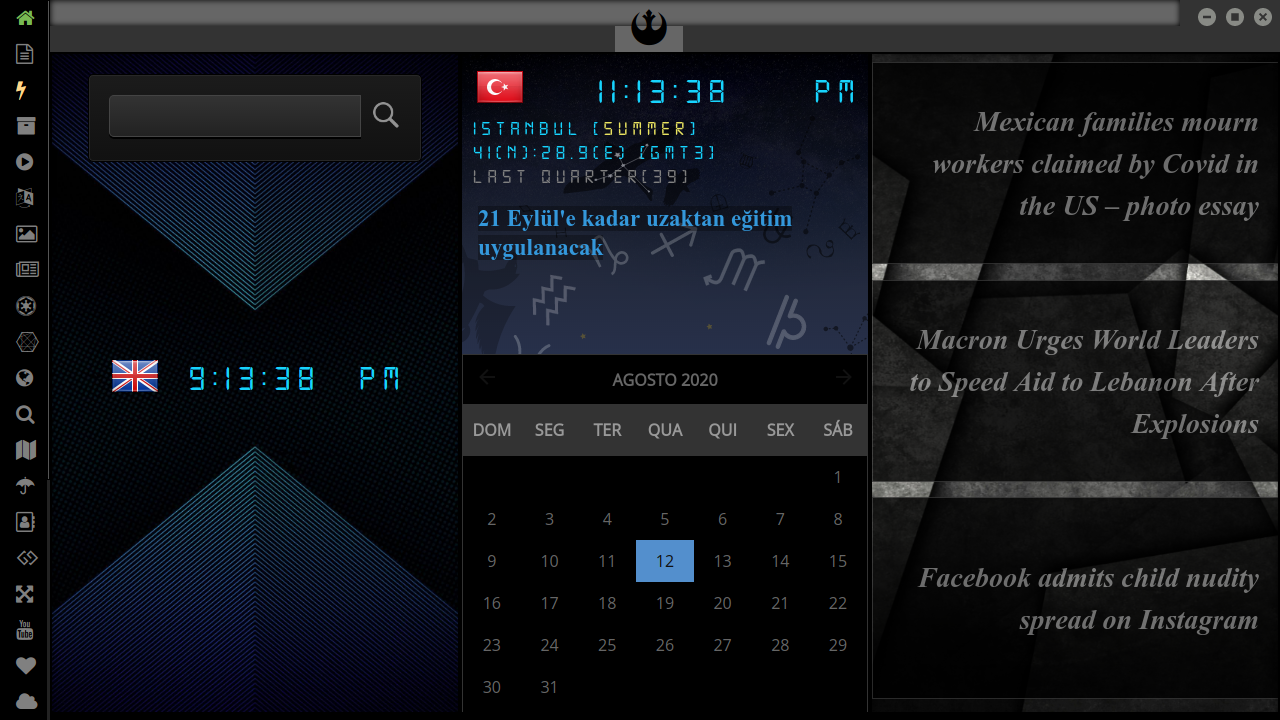 11:13:38 PM
ISTANBUL (SUMMER)
41(N):28.9(E) (GMT3)
LAST QUARTER(39)
21 Eylül'e kadar uzaktan eğitim
uygulanacak
9:13:38 PM
AGOSTO 2020
DOM SEG TER QUA QUI SEX SÁB
1
2 3 4 5 6 7 8
9 10 11 12 13 14 15
16 17 18 19 20 21 22
23 24 25 26 27 28 29
30 31
Mexican families mourn
workers claimed by Covid in
the US – photo essay
Macron Urges World Leaders
to Speed Aid to Lebanon After
Explosions
Facebook admits child nudity
spread on Instagram
You
Tube